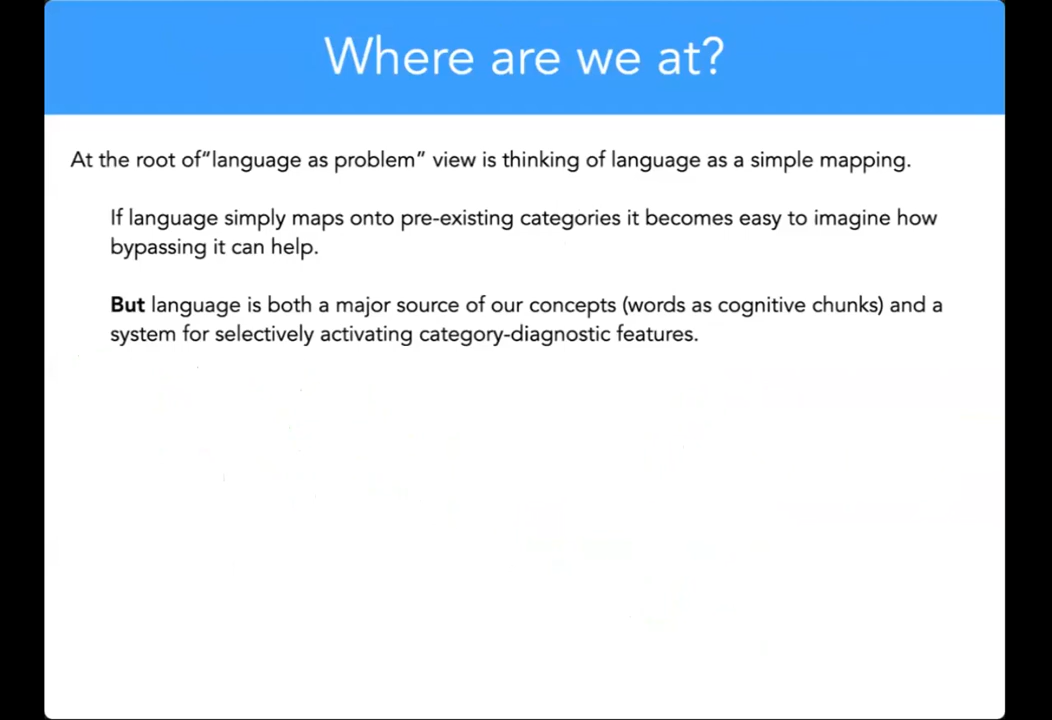 Where are we at?
At the root of“language as problem” view is thinking of language as a simple mapping.
If language simply maps onto pre-existing categories it becomes easy to imagine how
bypassing it can help.
But language is both a major source of our concepts (words as cognitive chunks) and a
system for selectively activating category-diagnostic features.